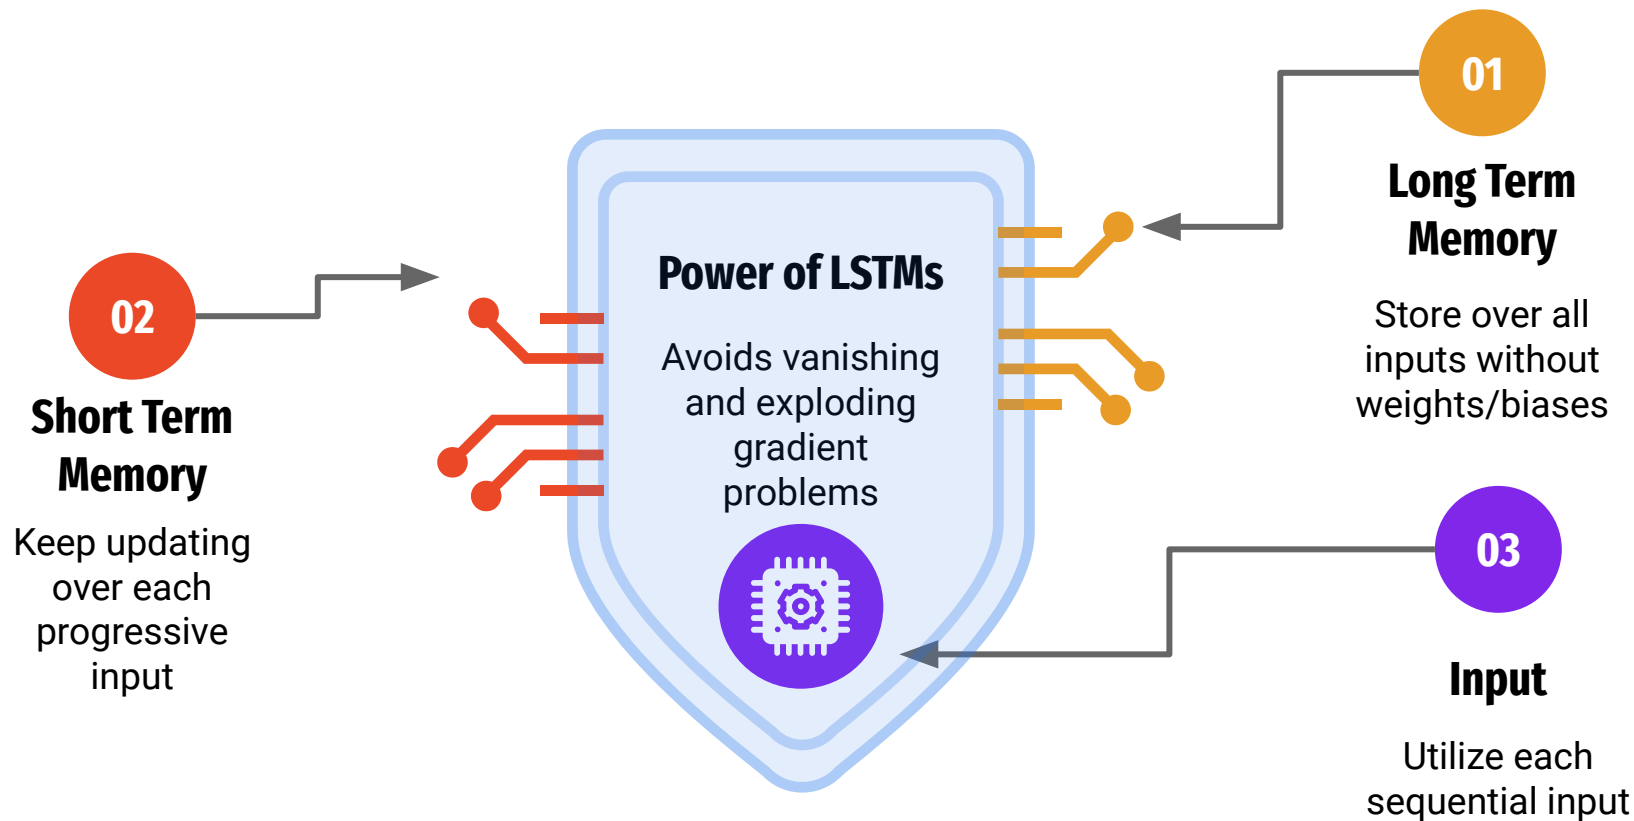 01
Long Term
Memory
Store over all
inputs without
weights/biases
02
Short Term
Memory
Keep updating
over each
progressive
input
Power of LSTMs
Avoids vanishing
and exploding
gradient
problems
03
Input
Utilize each
sequential input